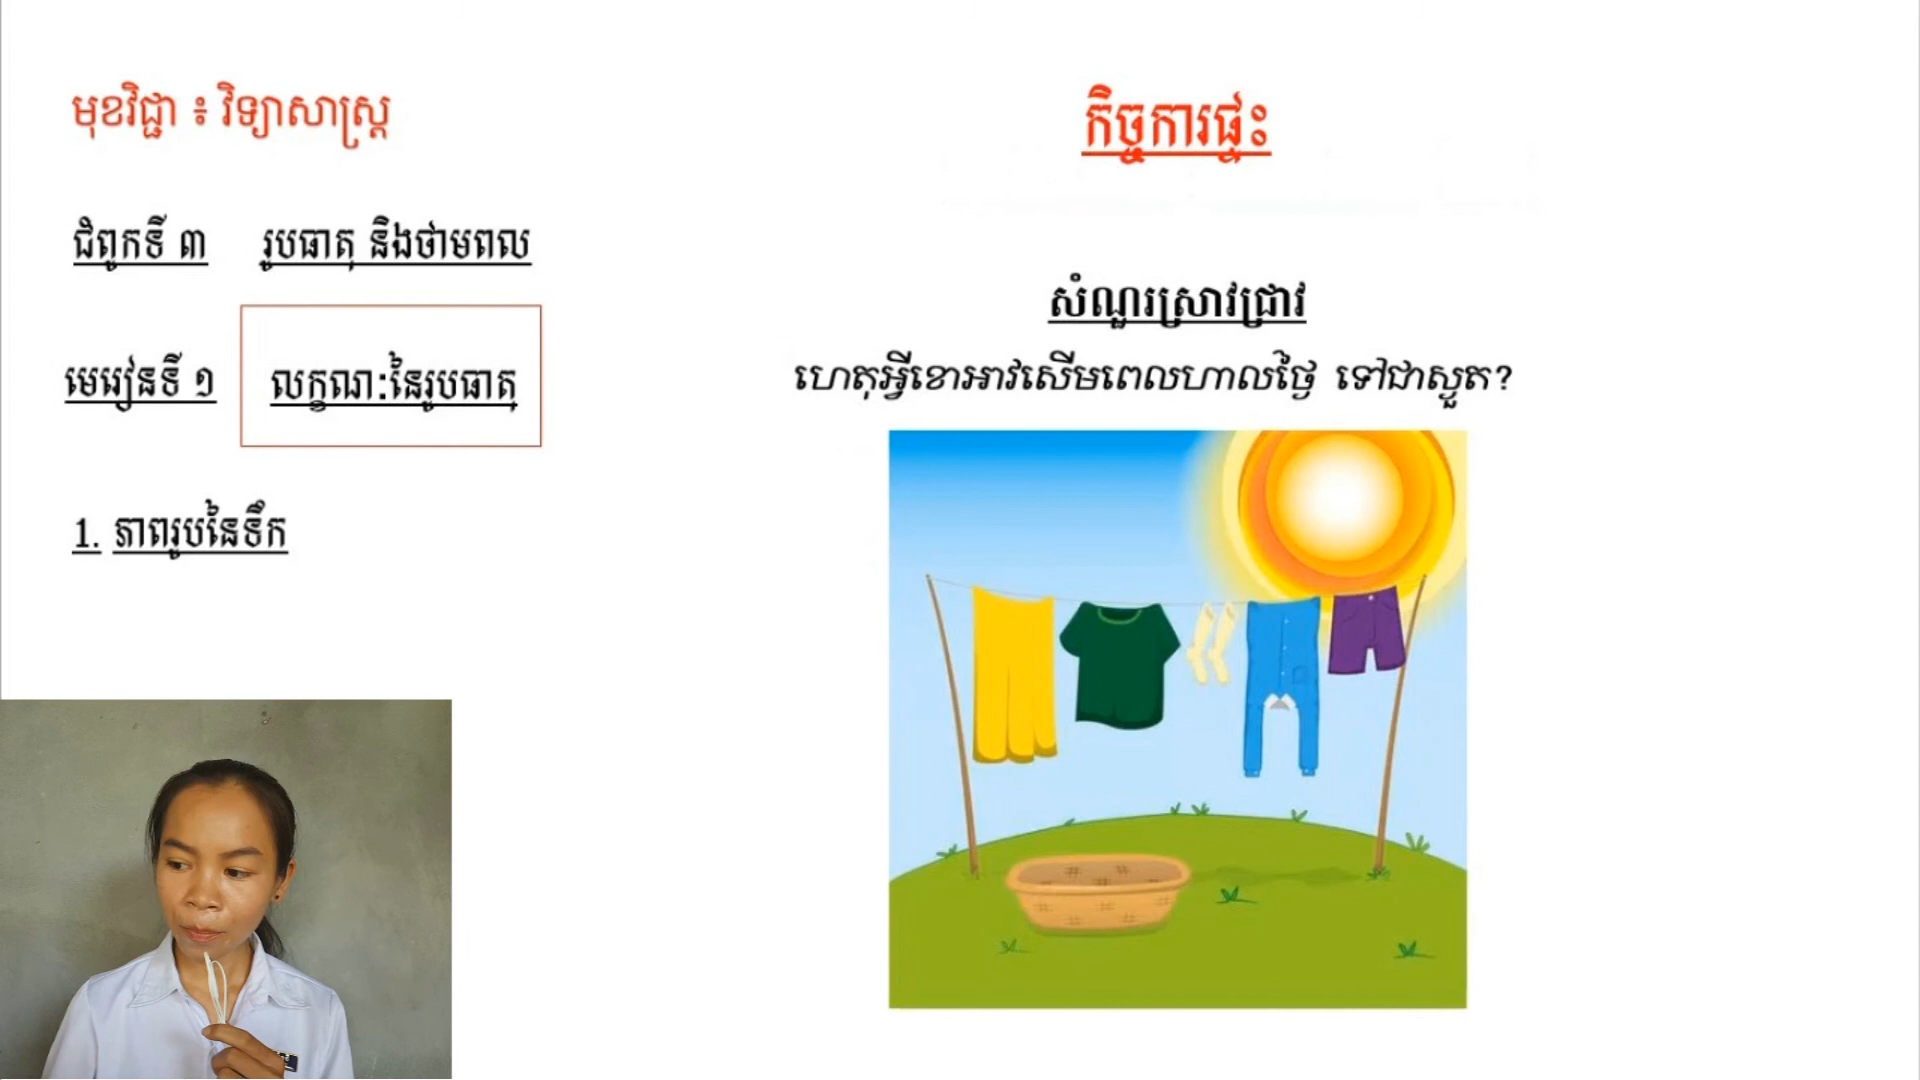 មុខវិជ្ជា ៖ វិទ្យាសាស្ត្រ
ជំពូកទី ៣ រូបធាតុ និងថាមពល
មេរៀនទី ១ លក្ខណៈនៃរូបធាតុ
1. ភាពរូបនៃទឹក
កិច្ចការផ្ទះ
សំណួរស្រាវជ្រាវ
ហេតុអ្វីខោអាវសើមពេលហាលថ្ងៃ ទៅជាស្ងួត?